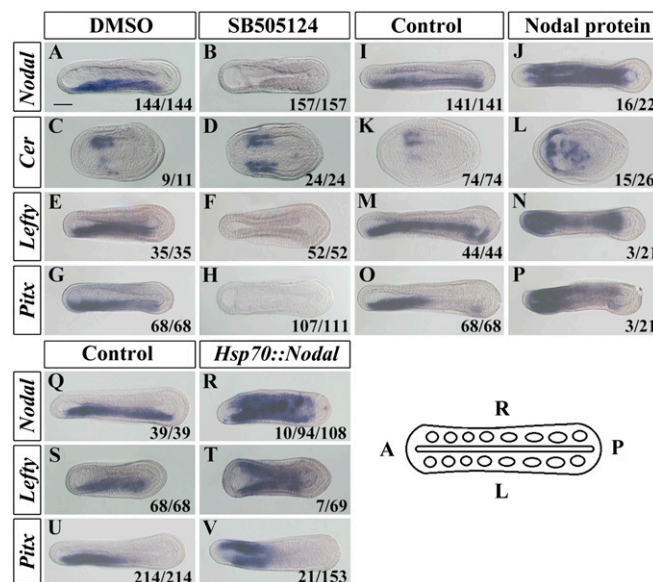 DMSO SB505124 Control Nodal protein
A B I J
Nodal
144/144 157/157 141/141 16/22
C D K L
Cer
9/11 24/24 74/74 15/26
E F M N
Lefty
35/35 52/52 44/44 3/21
G H O P
Pitx
68/68 107/111 68/68 3/21
Control Hsp70::Nodal
Q R
Nodal
39/39 10/94/108
S T
Lefty
68/68 7/69
U V
Pitx
214/214 21/153
R
A P
L